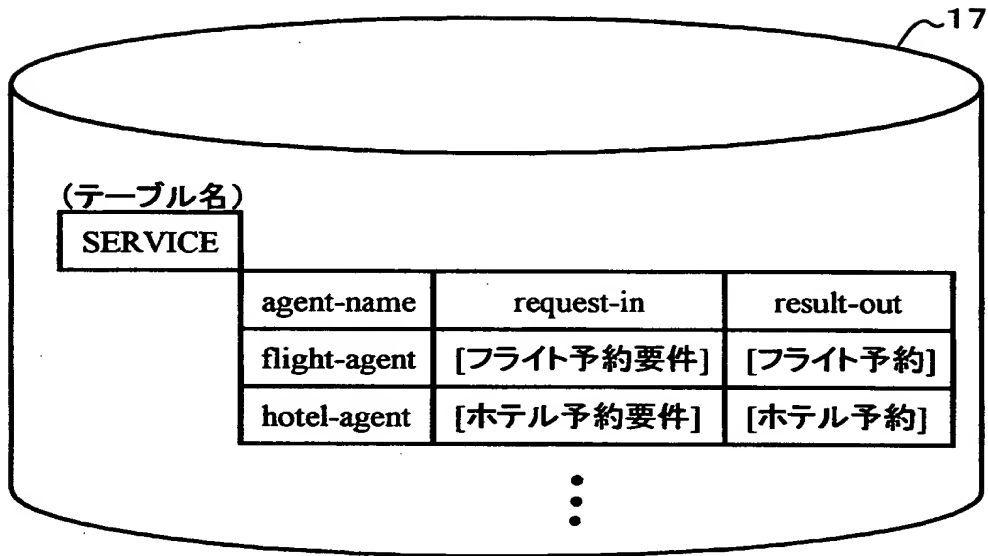 17
(テーブル名)
SERVICE
agent-name request-in result-out
flight-agent [フライト予約要件] [フライト予約]
hotel-agent [ホテル予約要件] [ホテル予約]